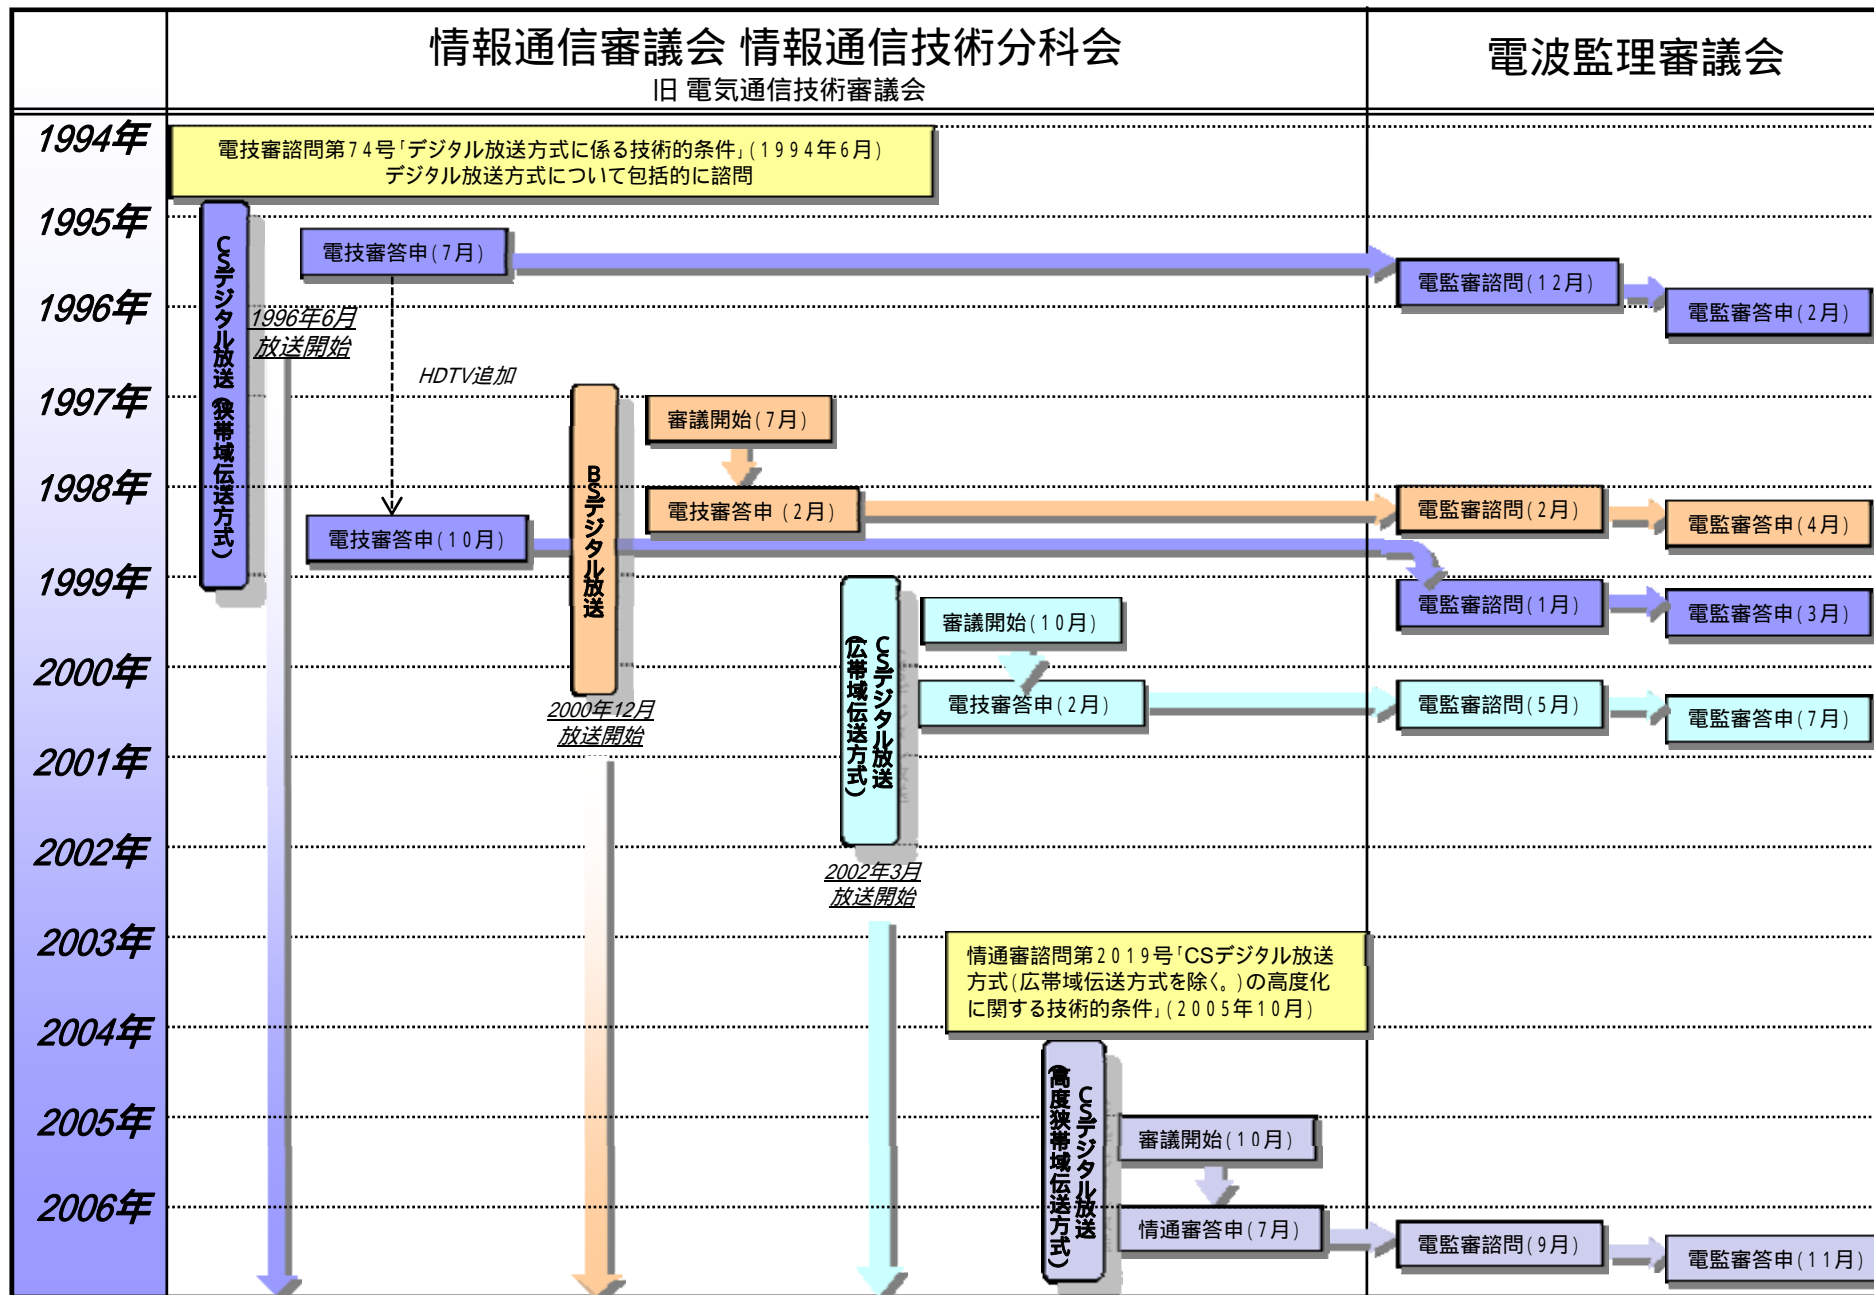 情報通信審議会 情報通信技術分科会
旧 電気通信技術審議会
電波監理審議会
1994年
電技審諮問第74号「デジタル放送方式に係る技術的条件」(1994年6月)
デジタル放送方式について包括的に諮問
1995年
CSデジタル放送(狭帯域伝送方式)
電技審答申(7月)
電監審諮問(12月)
1996年
電監審答申(2月)
1996年6月
放送開始
HDTV追加
1997年
BSデジタル放送
審議開始(7月)
1998年
電技審答申 (2月)
電監審諮問(2月)
電監審答申(4月)
電技審答申(10月)
1999年
電監審諮問(1月)
電監審答申(3月)
CSデジタル放送
(広帯域伝送方式)
審議開始(10月)
2000年
電技審答申(2月)
電監審諮問(5月)
電監審答申(7月)
2000年12月
放送開始
2001年
2002年
2002年3月
放送開始
2003年
情通審諮問第2019号「CSデジタル放送
方式(広帯域伝送方式を除く。)の高度化
に関する技術的条件」(2005年10月)
2004年
CSデジタル放送
(高度狭帯域伝送方式)
2005年
審議開始(10月)
2006年
情通審答申(7月)
電監審諮問(9月)
電監審答申(11月)